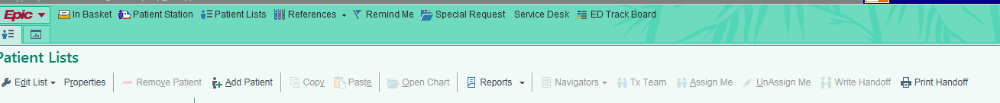 Epic In Basket Patient Station Patient Lists References Remind Me Special Request Service Desk ED Track Board
Patient Lists
Edit List Properties Remove Patient Add Patient Copy Paste Open Chart Reports Navigators Tx Team Assign Me UnAssign Me Write Handoff Print Handoff